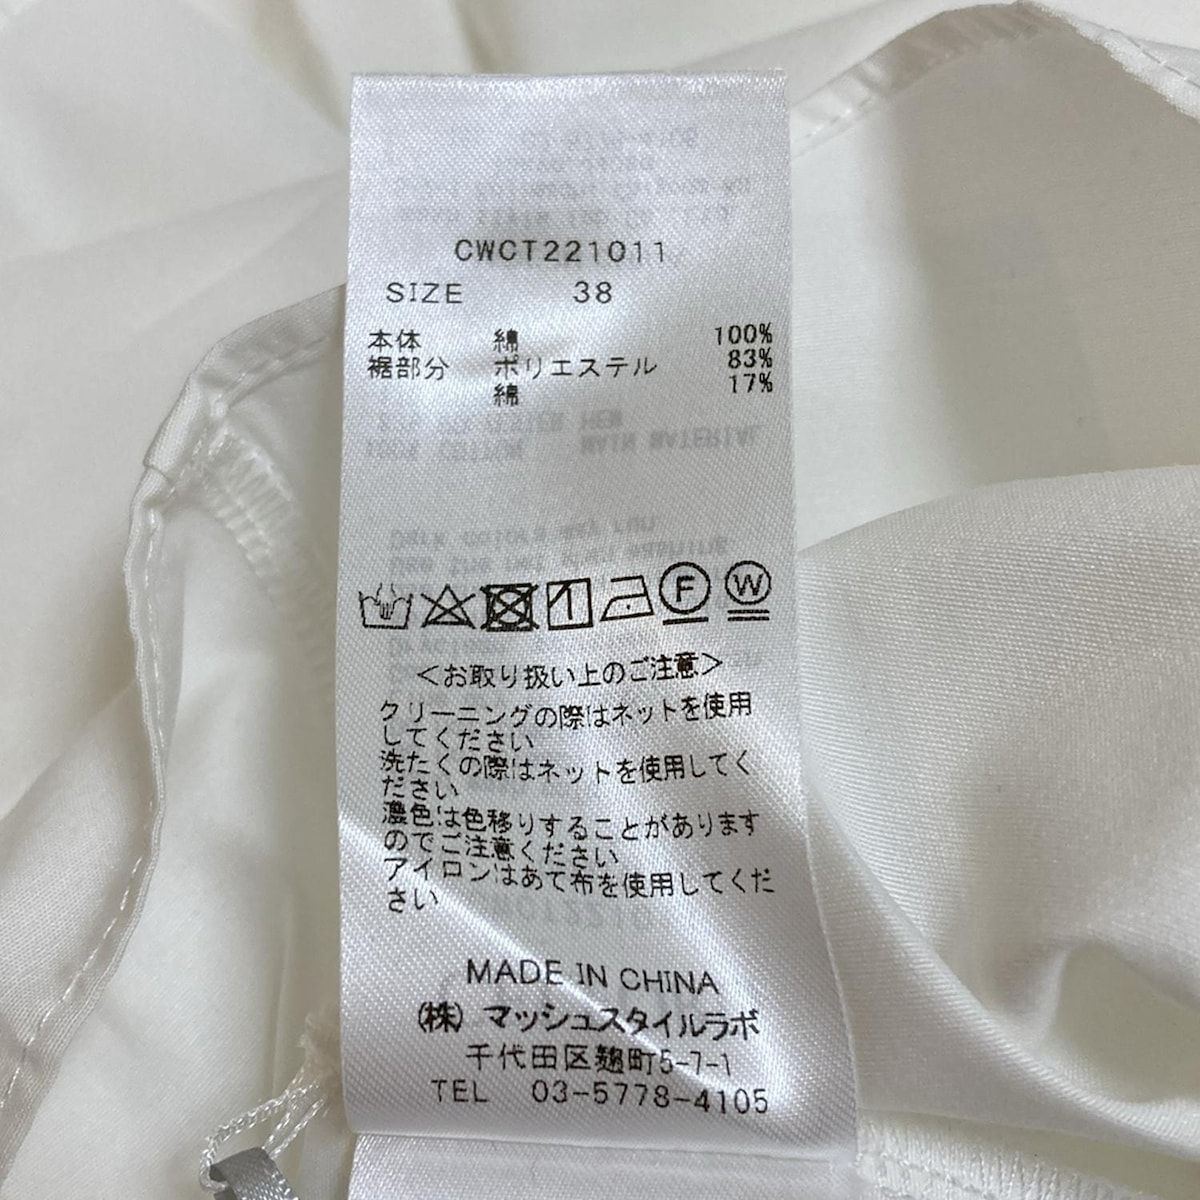 CWCT221011
SIZE 38
本体 綿 100%
裾部分 ポリエステル 83%
綿 17%
F W
<お取り扱い上のご注意>
クリーニングの際はネットを使用
してください
洗たくの際はネットを使用してく
ださい
濃色は色移りすることがあります
のでご注意ください
アイロンはあて布を使用してくだ
さい
MADE IN CHINA
(株) マッシュスタイルラボ
千代田区麹町5-7-1
TEL 03-5778-4105